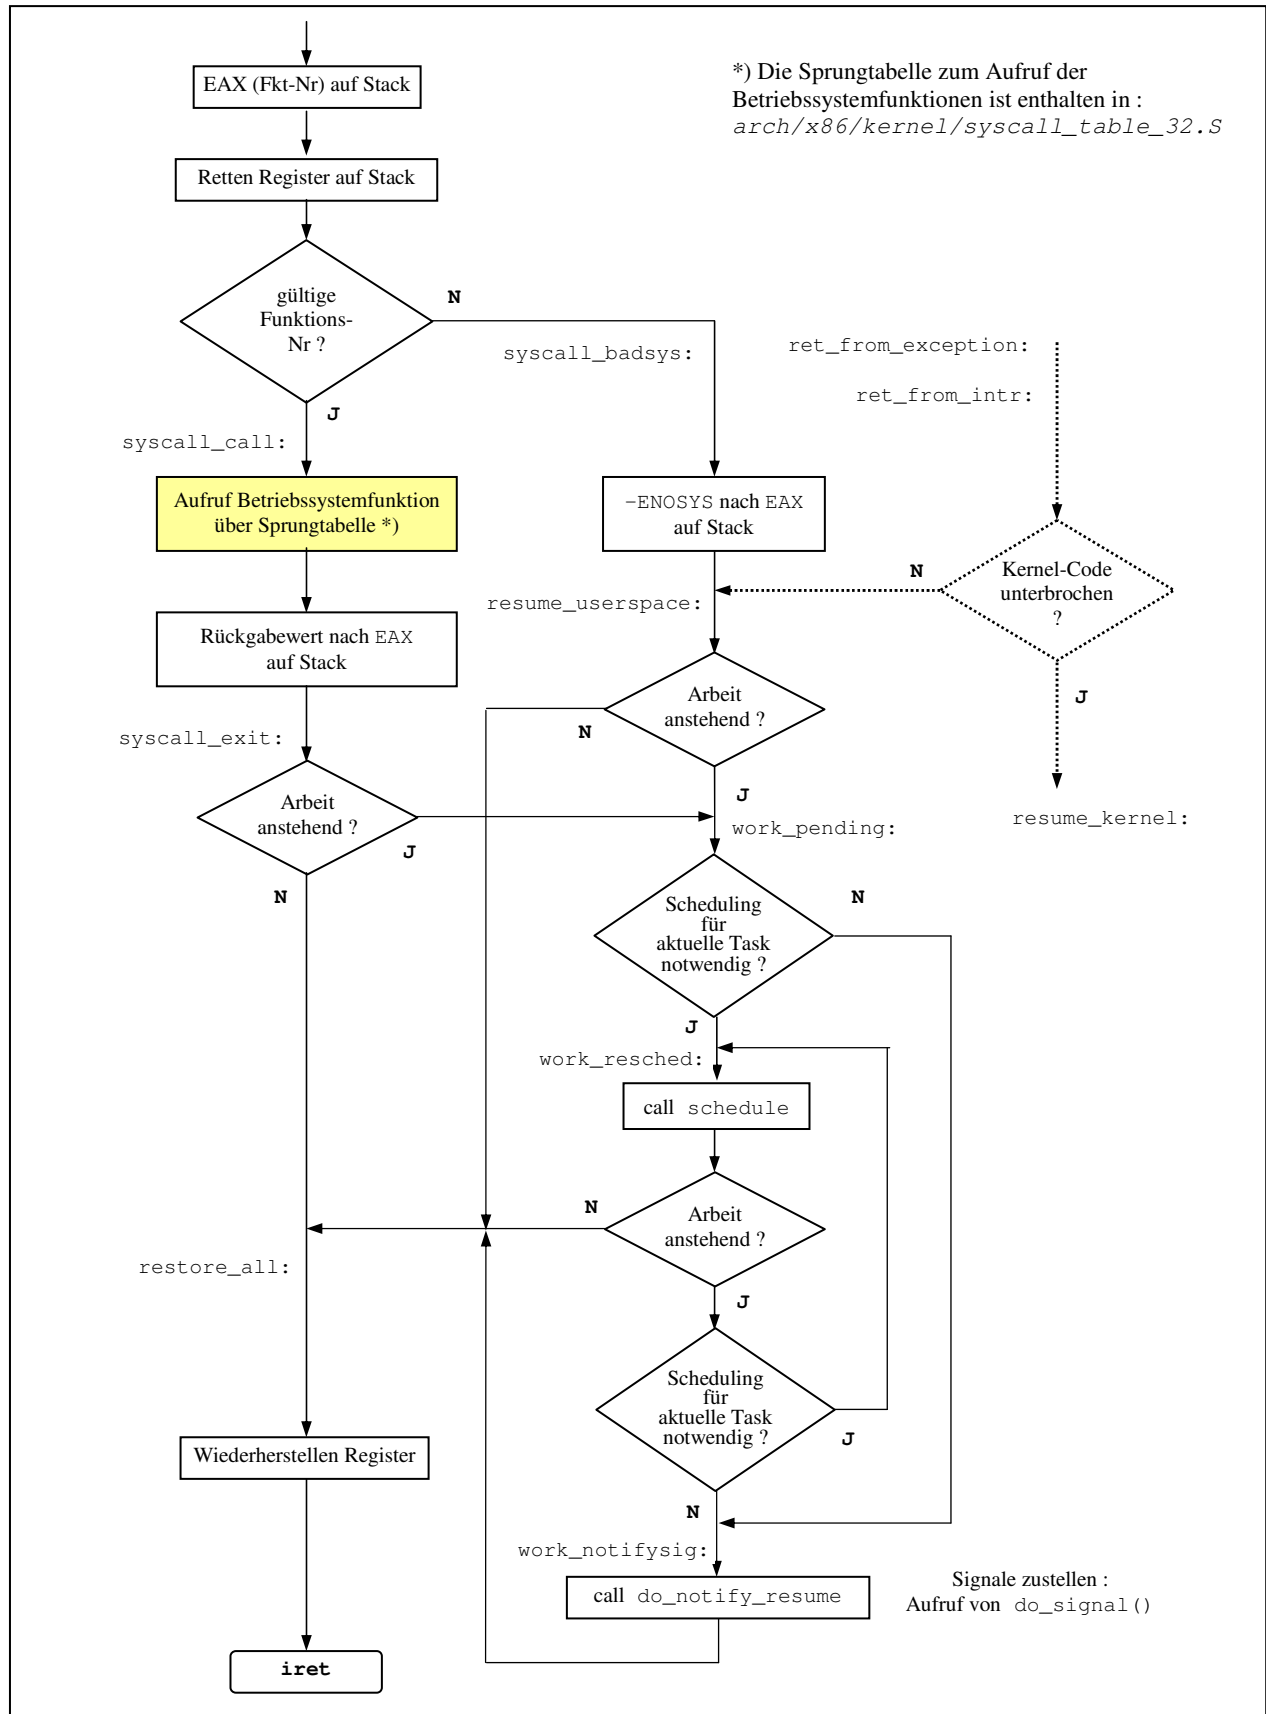 EAX (Fkt-Nr) auf Stack
*) Die Sprungtabelle zum Aufruf der
Betriebssystemfunktionen ist enthalten in :
arch/x86/kernel/syscall_table_32.S
Retten Register auf Stack
gültige
Funktions-
Nr ?
N
J
syscall_badsys:
ret_from_exception:
ret_from_intr:
syscall_call:
Aufruf Betriebssystemfunktion
über Sprungtabelle *)
-ENOSYS nach EAX
auf Stack
Kernel-Code
unterbrochen
?
N
J
resume_userspace:
Rückgabewert nach EAX
auf Stack
Arbeit
anstehend ?
N
J
syscall_exit:
Arbeit
anstehend ?
J
N
work_pending:
resume_kernel:
Scheduling
für
aktuelle Task
notwendig ?
N
J
work_resched:
call schedule
Arbeit
anstehend ?
N
J
restore_all:
Scheduling
für
aktuelle Task
notwendig ?
J
N
Wiederherstellen Register
work_notifysig:
call do_notify_resume
Signale zustellen :
Aufruf von do_signal()
iret